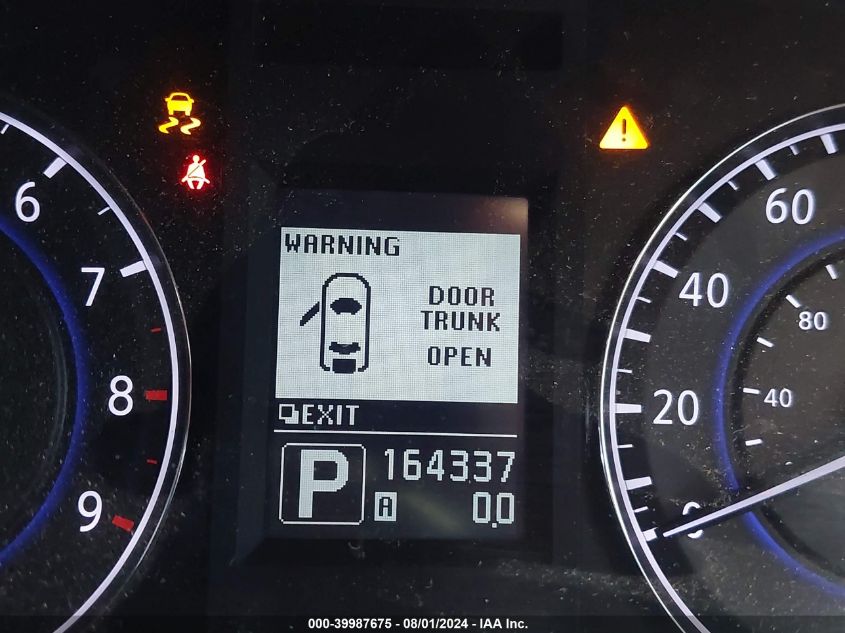 WARNING
DOOR
TRUNK
OPEN
EXIT
P
164337
A 0.0
6
7
8
9
60
40
20
0
80
40
000-39987675 - 08/01/2024 - IAA Inc.